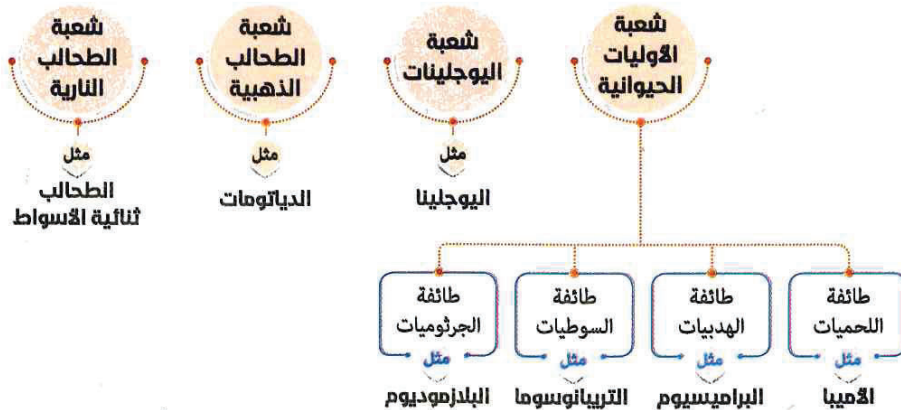 شعبة
الأوليات
الحيوانية
شعبة
اليوجلينات
شعبة
الطحالب
الذهبية
شعبة
الطحالب
النارية
مثل
اليوجلينا
مثل
الدياتومات
مثل
الطحالب
ثنائية الأسواط
طائفة
اللحميات
مثل
الأميبا
طائفة
الهدبيات
مثل
البراميسيوم
طائفة
السوطيات
مثل
التريبانوسوما
طائفة
الجرثوميات
مثل
البلازموديوم